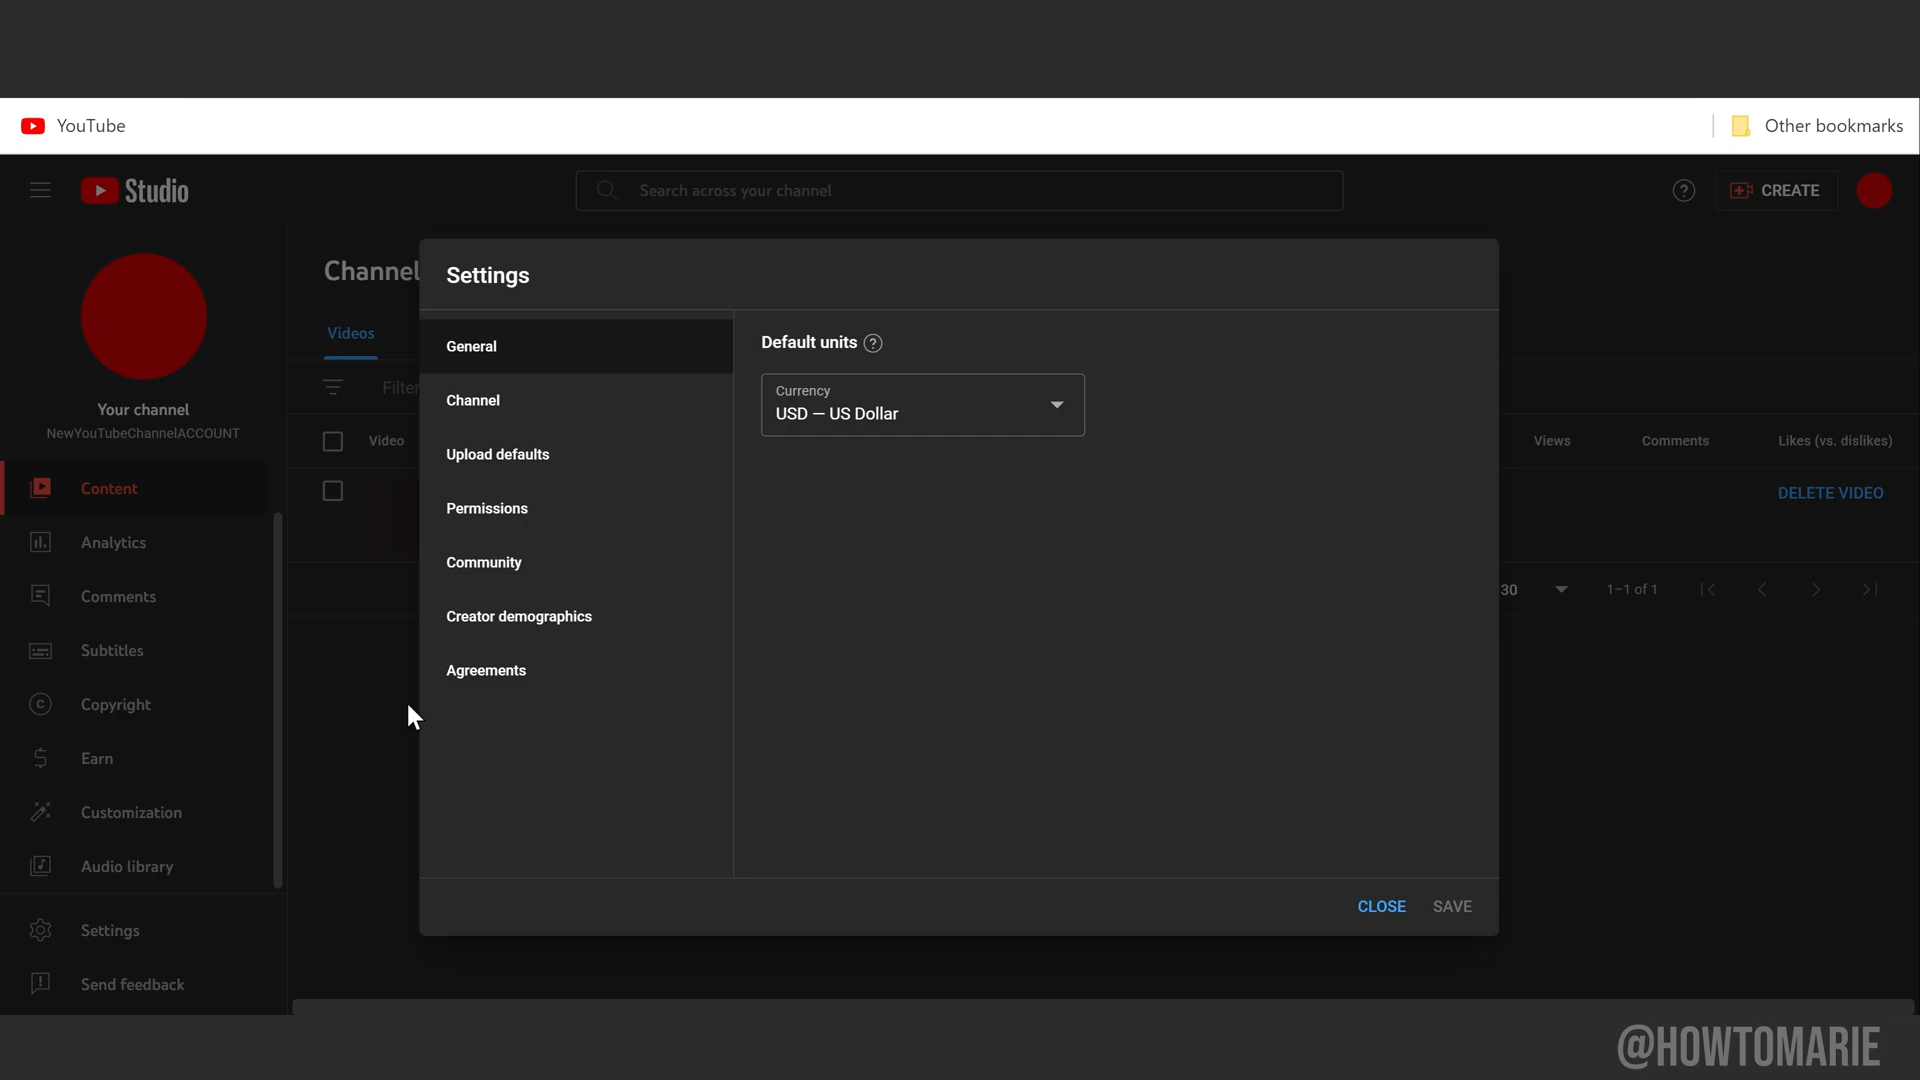 YouTube
Other bookmarks
Studio
Search across your channel
?
CREATE
Channel
Settings
Videos
General
Default units ?
Filter
Channel
Currency
USD — US Dollar
Your channel
NewYouTubeChannelACCOUNT
Video
Views
Comments
Likes (vs. dislikes)
Upload defaults
Content
DELETE VIDEO
Permissions
Analytics
Community
Comments
30
1–1 of 1
Creator demographics
Subtitles
Agreements
Copyright
Earn
Customization
Audio library
CLOSE
SAVE
Settings
Send feedback
@HOWTOMARIE